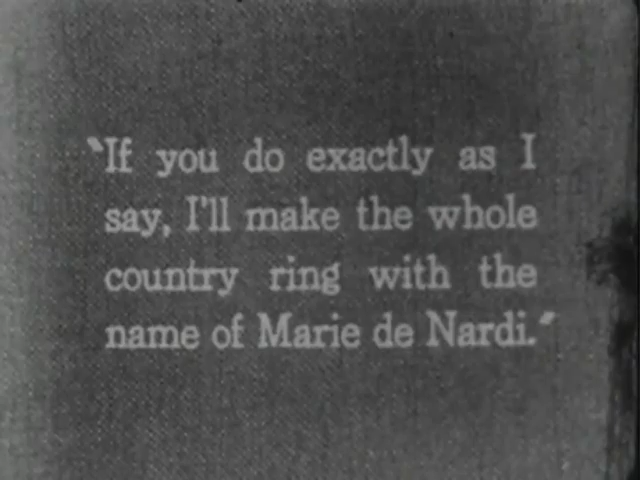 "If you do exactly as I
say, I'll make the whole
country ring with the
name of Marie de Nardi."